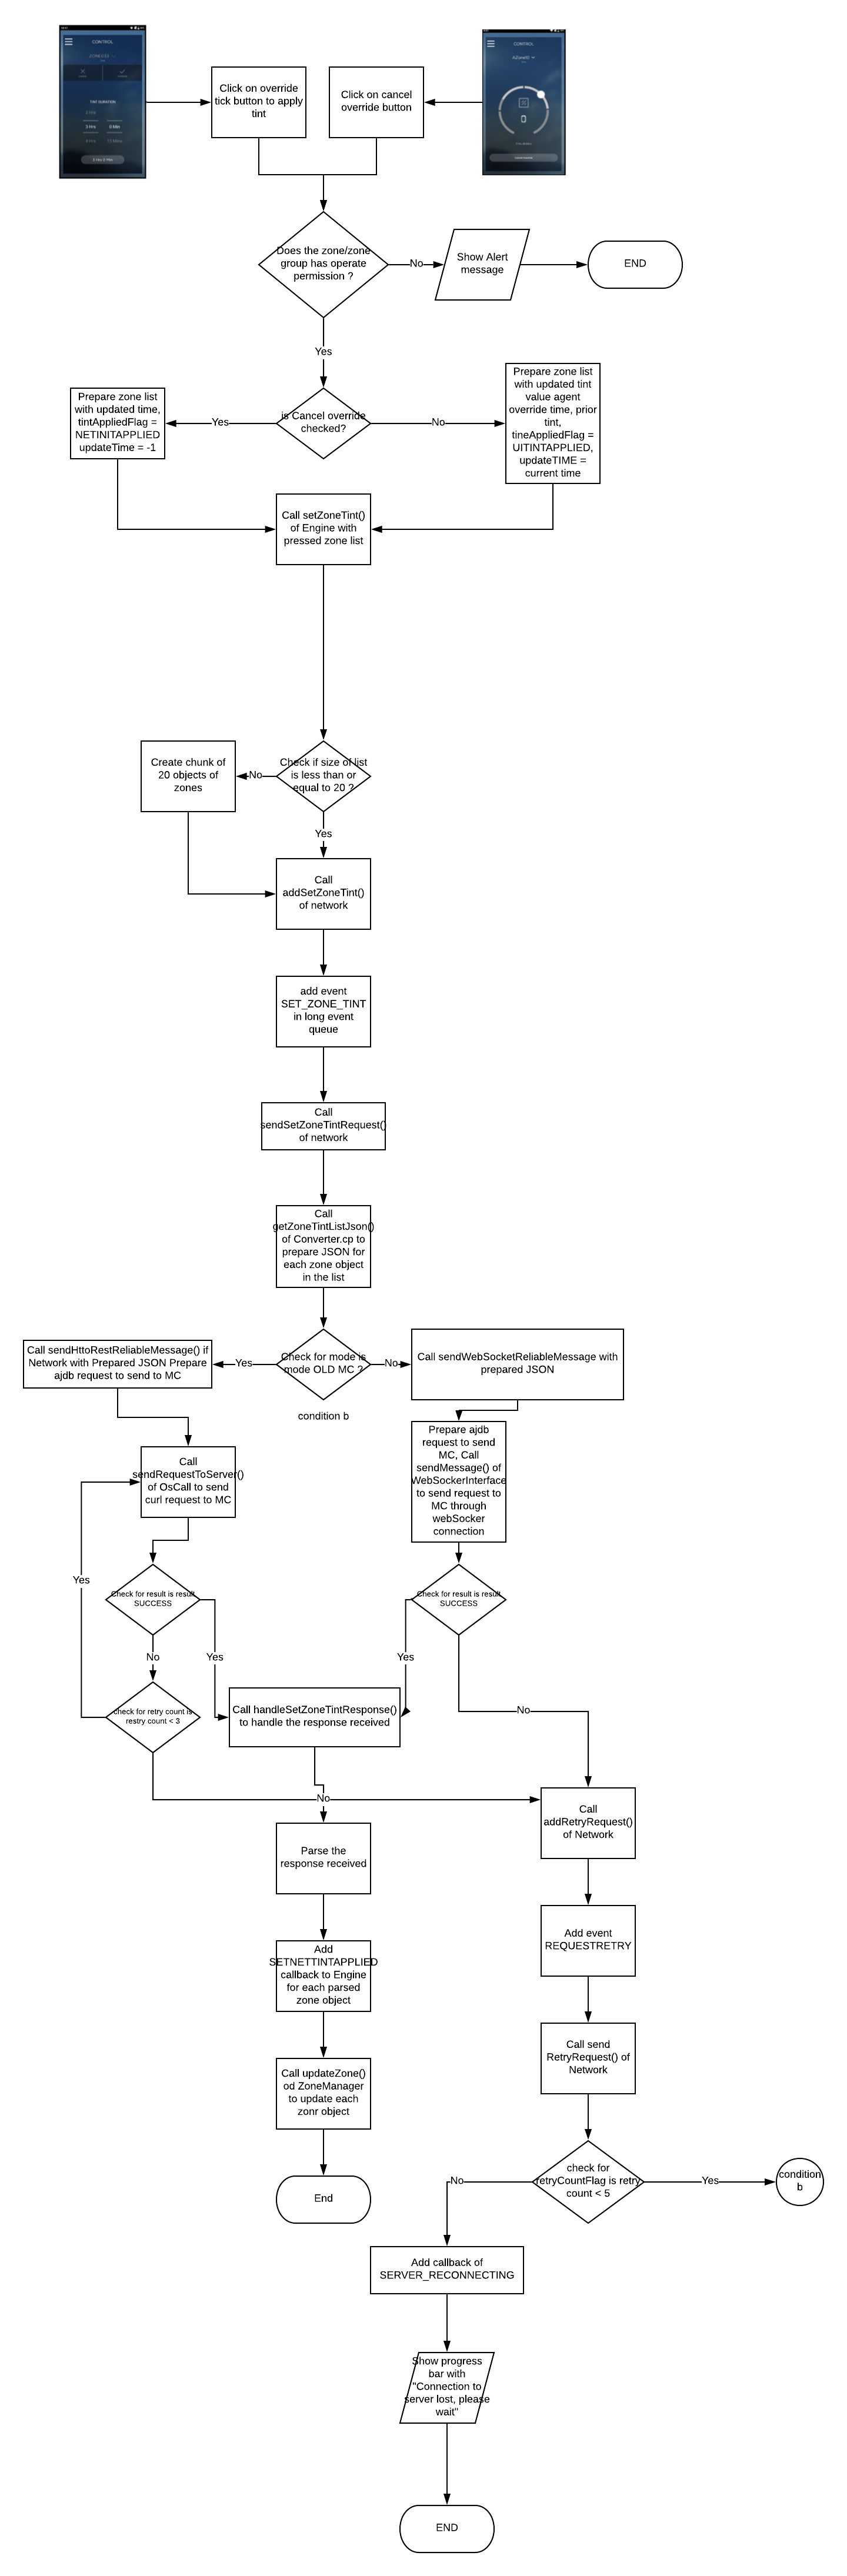 CONTROL
TINT DURATION
3 Hrs
0 Min
CONTROL
Click on override
tick button to apply
tint
Click on cancel
override button
Does the zone/zone
group has operate
permission ?
No
Show Alert
message
END
Yes
Prepare zone list
with updated time,
tintAppliedFlag =
NETINITAPPLIED
updateTime = -1
Yes
is Cancel override
checked?
No
Prepare zone list
with updated tint
value agent
override time, prior
tint,
tineAppliedFlag =
UITINTAPPLIED,
updateTIME =
current time
Call setZoneTint()
of Engine with
pressed zone list
Create chunk of
20 objects of
zones
No
Check if size of list
is less than or
equal to 20 ?
Yes
Call
addSetZoneTint()
of network
add event
SET_ZONE_TINT
in long event
queue
Call
sendSetZoneTintRequest()
of network
Call
getZoneTintListJson()
of Converter.cp to
prepare JSON for
each zone object
in the list
Call sendHttoRestReliableMessage() if
Network with Prepared JSON Prepare
ajdb request to send to MC
Yes
Check for mode is
mode OLD MC ?
No
Call sendWebSocketReliableMessage with
prepared JSON
condition b
Call
sendRequestToServer()
of OsCall to send
curl request to MC
Prepare ajdb
request to send
MC, Call
sendMessage() of
WebSockerInterface
to send request to
MC through
webSocker
connection
Yes
Check for result is result
SUCCESS
Check for result is result
SUCCESS
No
Yes
Yes
check for retry count is
restry count < 3
Call handleSetZoneTintResponse()
to handle the response received
No
No
Call
addRetryRequest()
of Network
Parse the
response received
Add event
REQUESTRETRY
Add
SETNETTINTAPPLIED
callback to Engine
for each parsed
zone object
Call send
RetryRequest() of
Network
Call updateZone()
od ZoneManager
to update each
zonr object
End
No
check for
retryCountFlag is retry
count < 5
Yes
condition
b
Add callback of
SERVER_RECONNECTING
Show progress
bar with
"Connection to
server lost, please
wait"
END